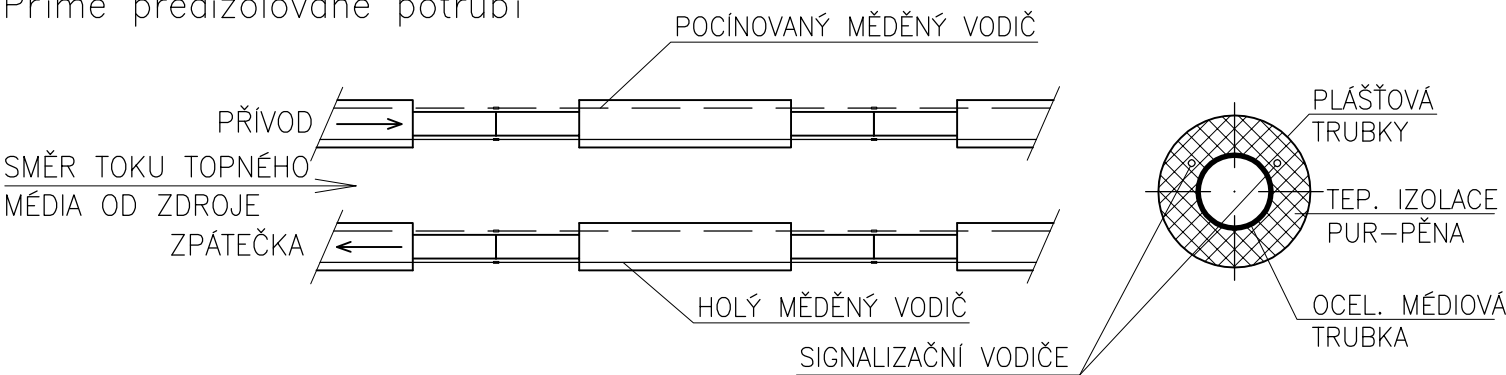 Přímé předizolované potrubí
POCÍNOVANÝ MĚDĚNÝ VODIČ
PŘÍVOD
SMĚR TOKU TOPNÉHO
MÉDIA OD ZDROJE
ZPÁTEČKA
HOLÝ MĚDĚNÝ VODIČ
SIGNALIZAČNÍ VODIČE
PLÁŠŤOVÁ
TRUBKY
TEP. IZOLACE
PUR-PĚNA
OCEL. MÉDIOVÁ
TRUBKA